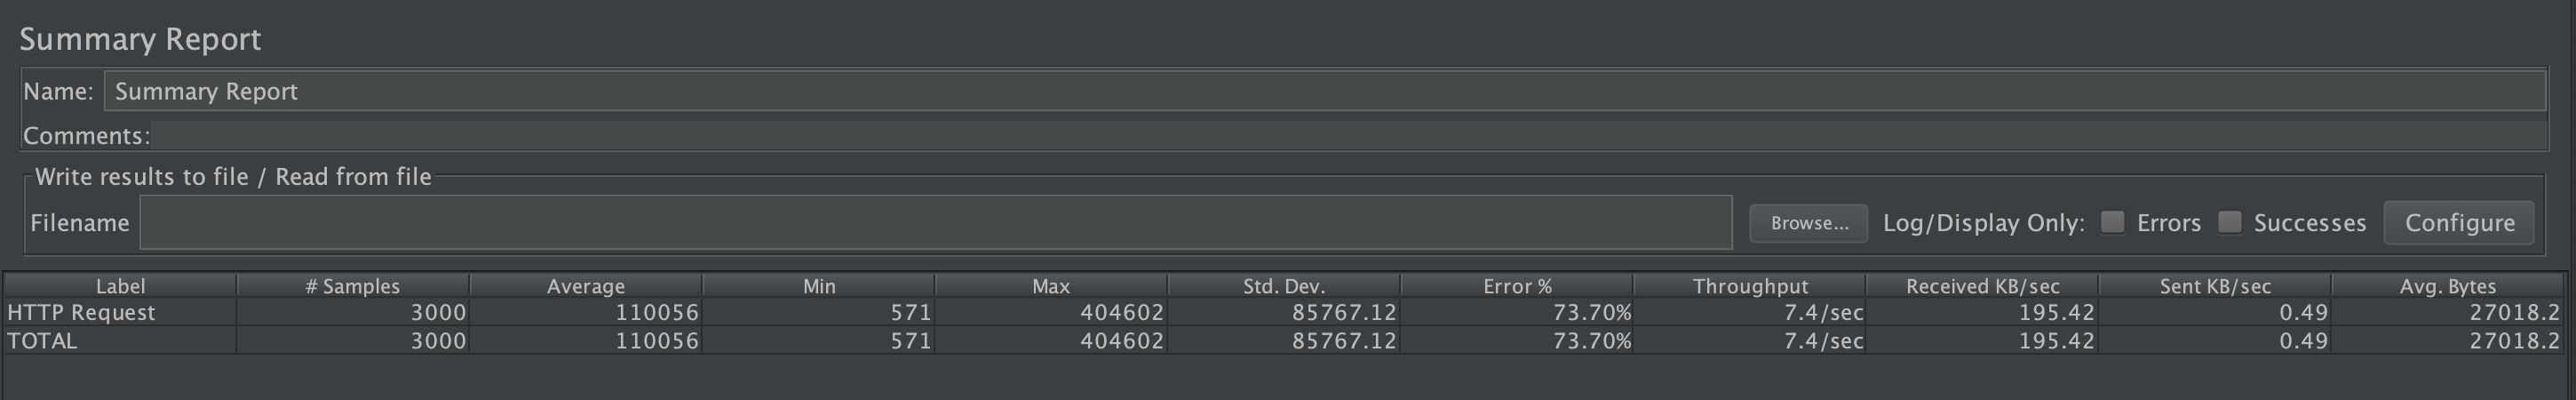 Summary Report
Name: Summary Report
Comments:
Write results to file / Read from file
Filename Browse... Log/Display Only: Errors Successes Configure
Label # Samples Average Min Max Std. Dev. Error % Throughput Received KB/sec Sent KB/sec Avg. Bytes
HTTP Request 3000 110056 571 404602 85767.12 73.70% 7.4/sec 195.42 0.49 27018.2
TOTAL 3000 110056 571 404602 85767.12 73.70% 7.4/sec 195.42 0.49 27018.2